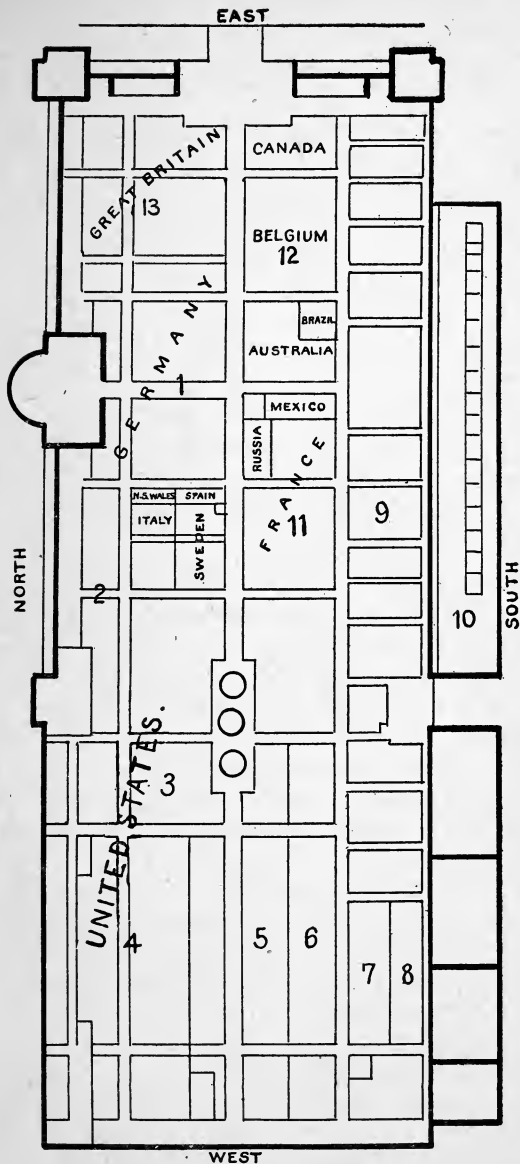 EAST
CANADA
GREAT BRITAIN
13
BELGIUM
12
GERMANY
BRAZIL
AUSTRALIA
1
MEXICO
RUSSIA
FRANCE
N.S.WALES SPAIN
ITALY
SWEDEN
11
9
NORTH
2
10
SOUTH
UNITED STATES.
3
4
5
6
7
8
WEST